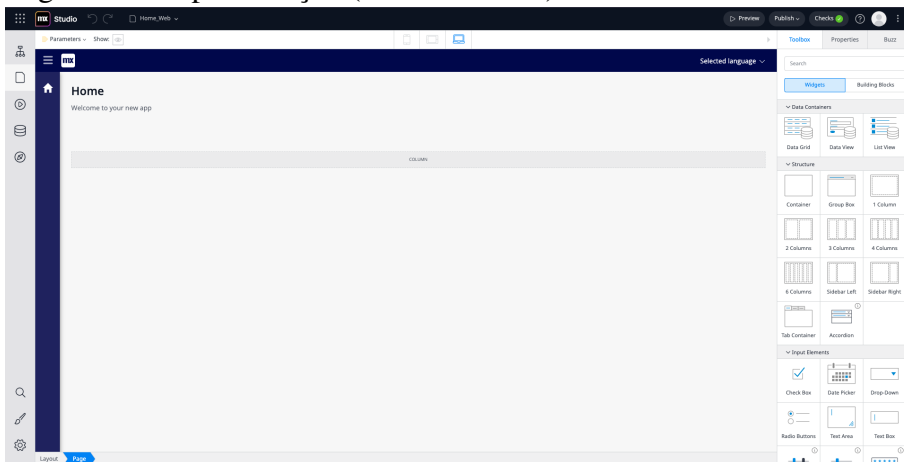 mx Studio Home_Web Preview Publish Checks
Parameters Show: Toolbox Properties Buzz
mx Selected language
Search
Home
Widgets Building Blocks
Welcome to your new app
Data Containers
Data Grid Data View List View
COLUMN
Structure
Container Group Box 1 Column
2 Columns 3 Columns 4 Columns
6 Columns Sidebar Left Sidebar Right
Tab Container Accordion
Input Elements
Check Box Date Picker Drop-Down
Radio Buttons Text Area Text Box
Layout Page